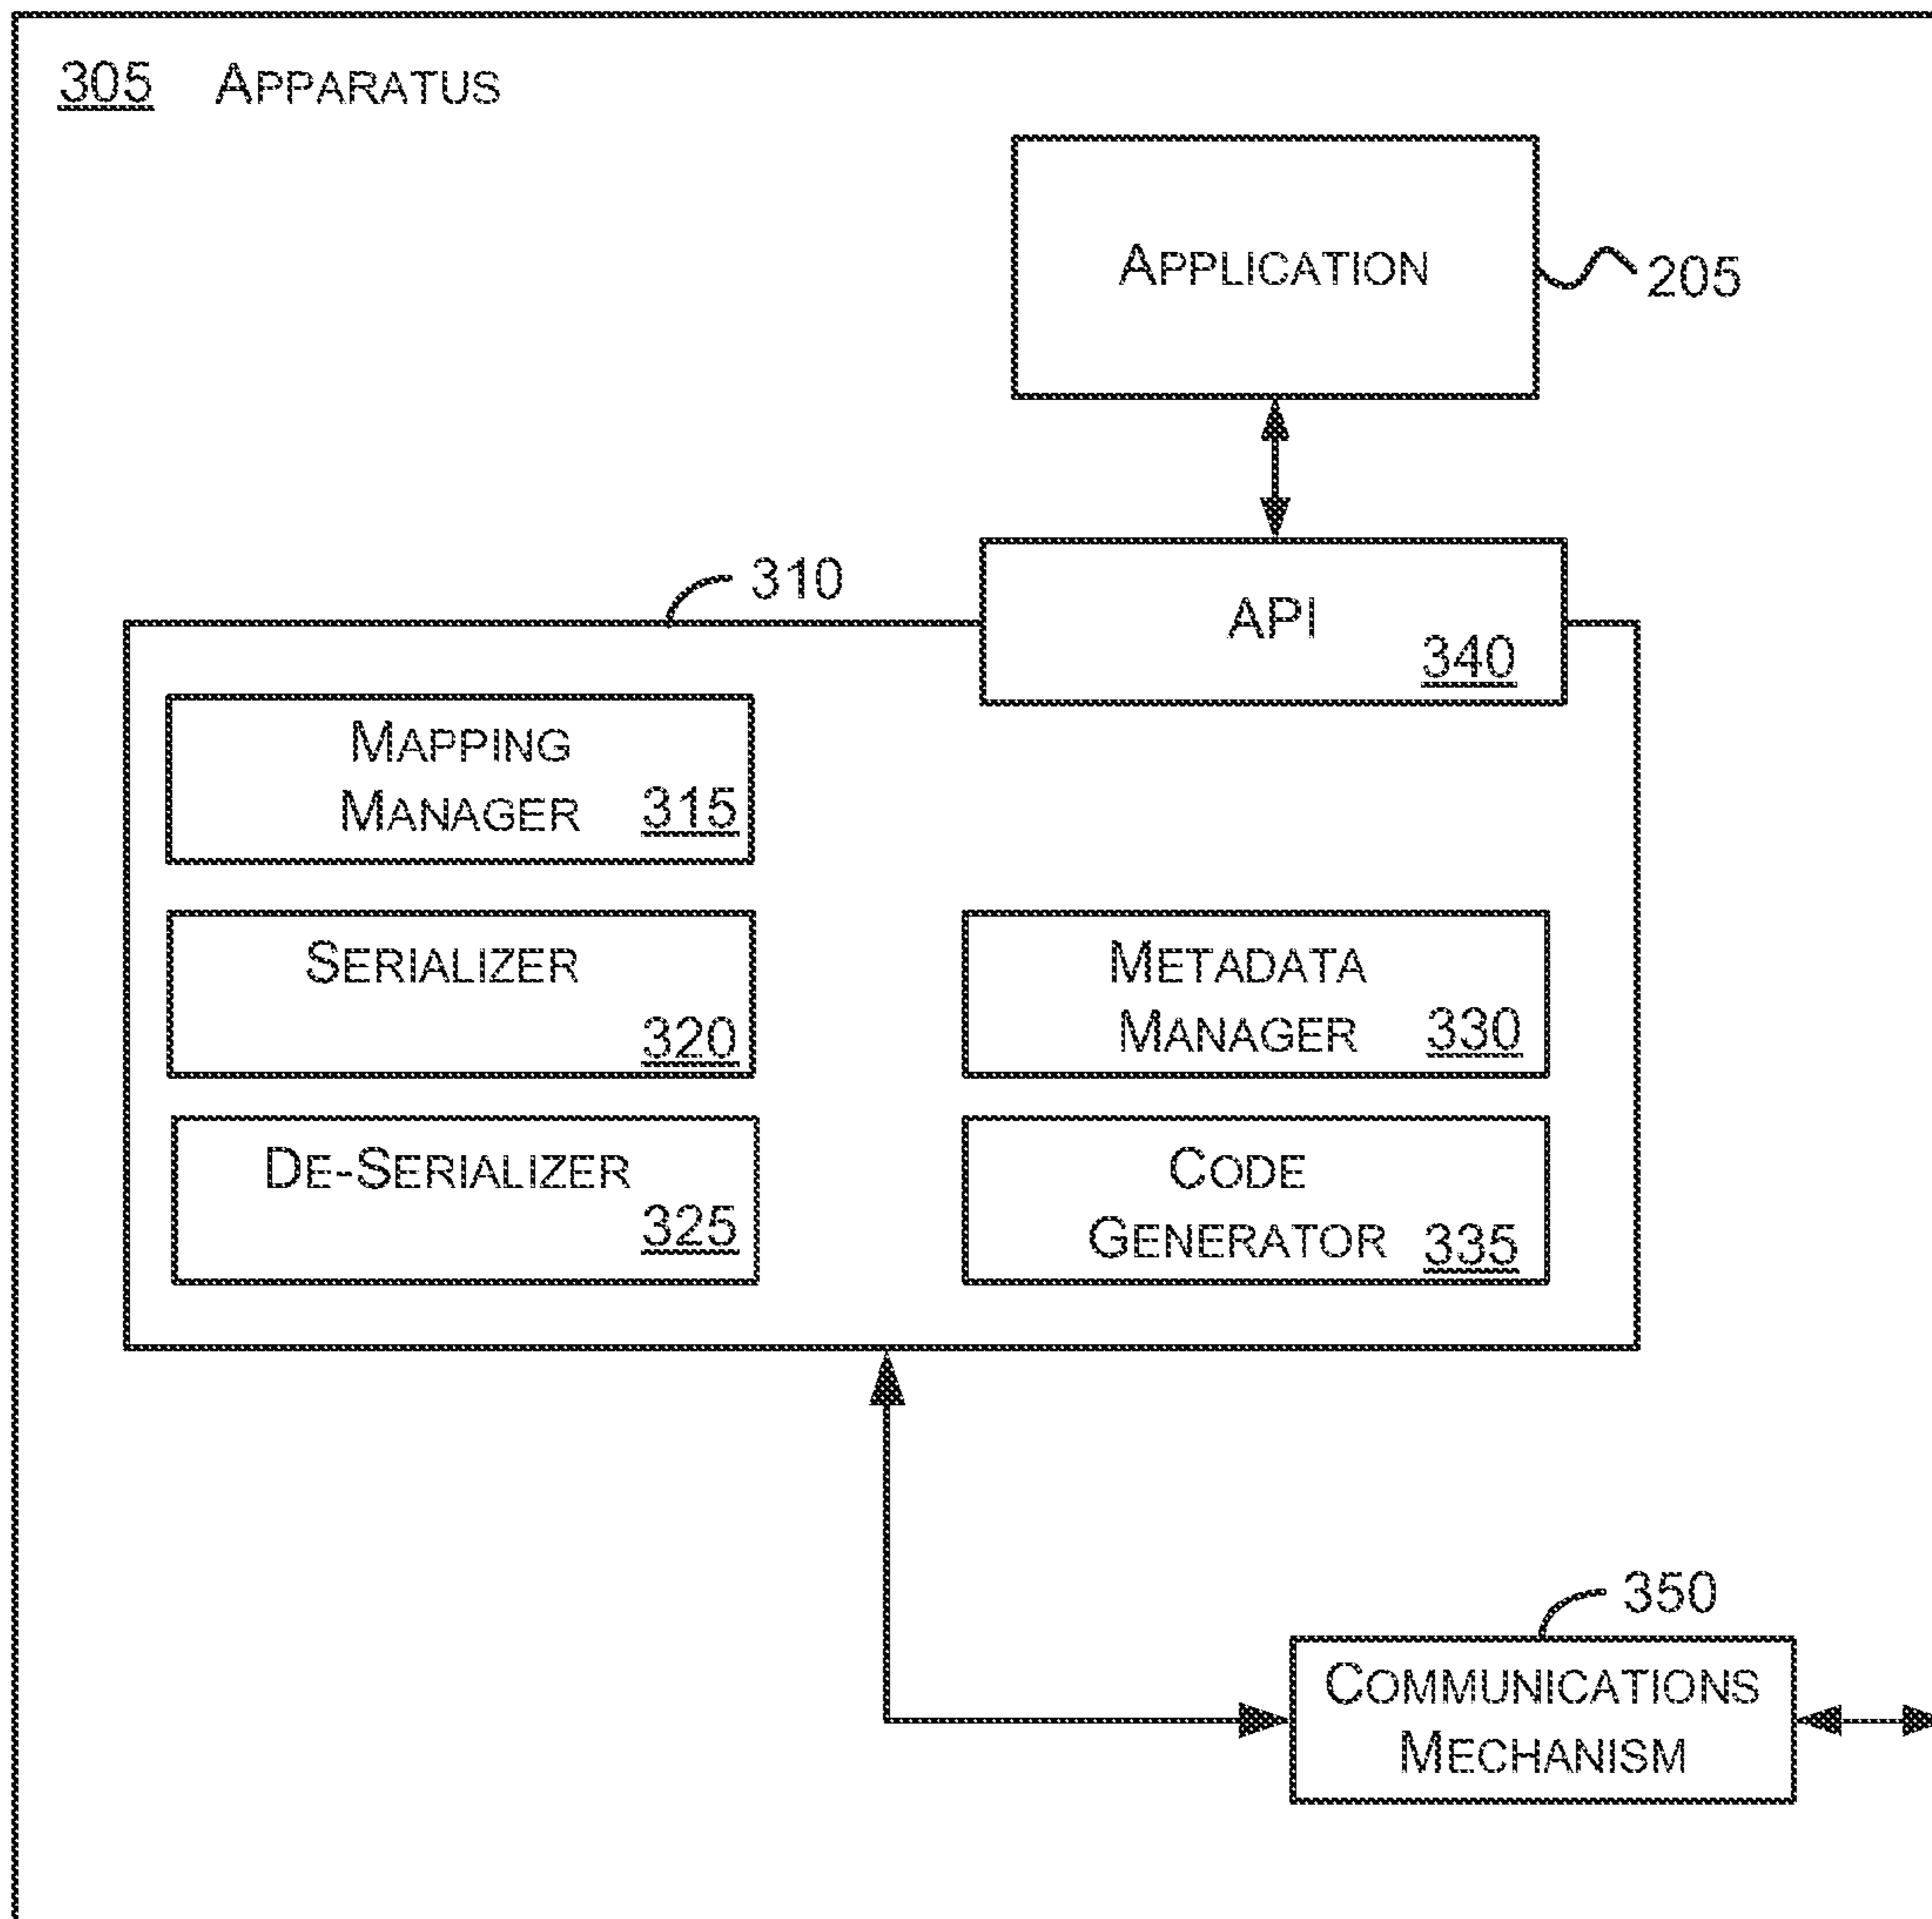 305 APPARATUS
APPLICATION
205
310
API
340
MAPPING
MANAGER 315
SERIALIZER
320
METADATA
MANAGER 330
DE-SERIALIZER
325
CODE
GENERATOR 335
350
COMMUNICATIONS
MECHANISM